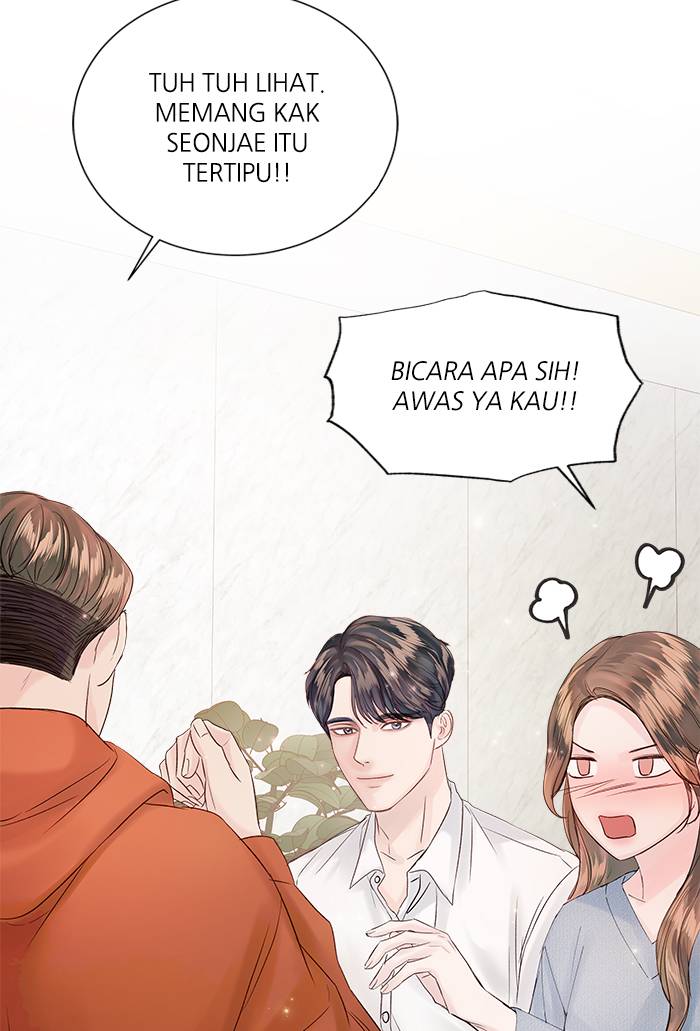 TUH TUH LIHAT.
MEMANG KAK
SEONJAE ITU
TERTIPU!!
BICARA APA SIH!
AWAS YA KAU!!